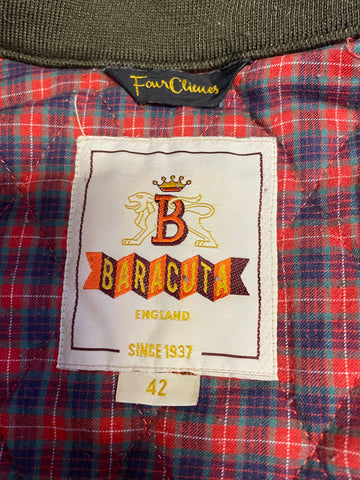 Four Climes
B
BARACUTA
ENGLAND
SINCE 1937
42